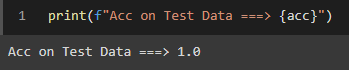 1 print(f"Acc on Test Data ===> {acc}")
Acc on Test Data ===> 1.0